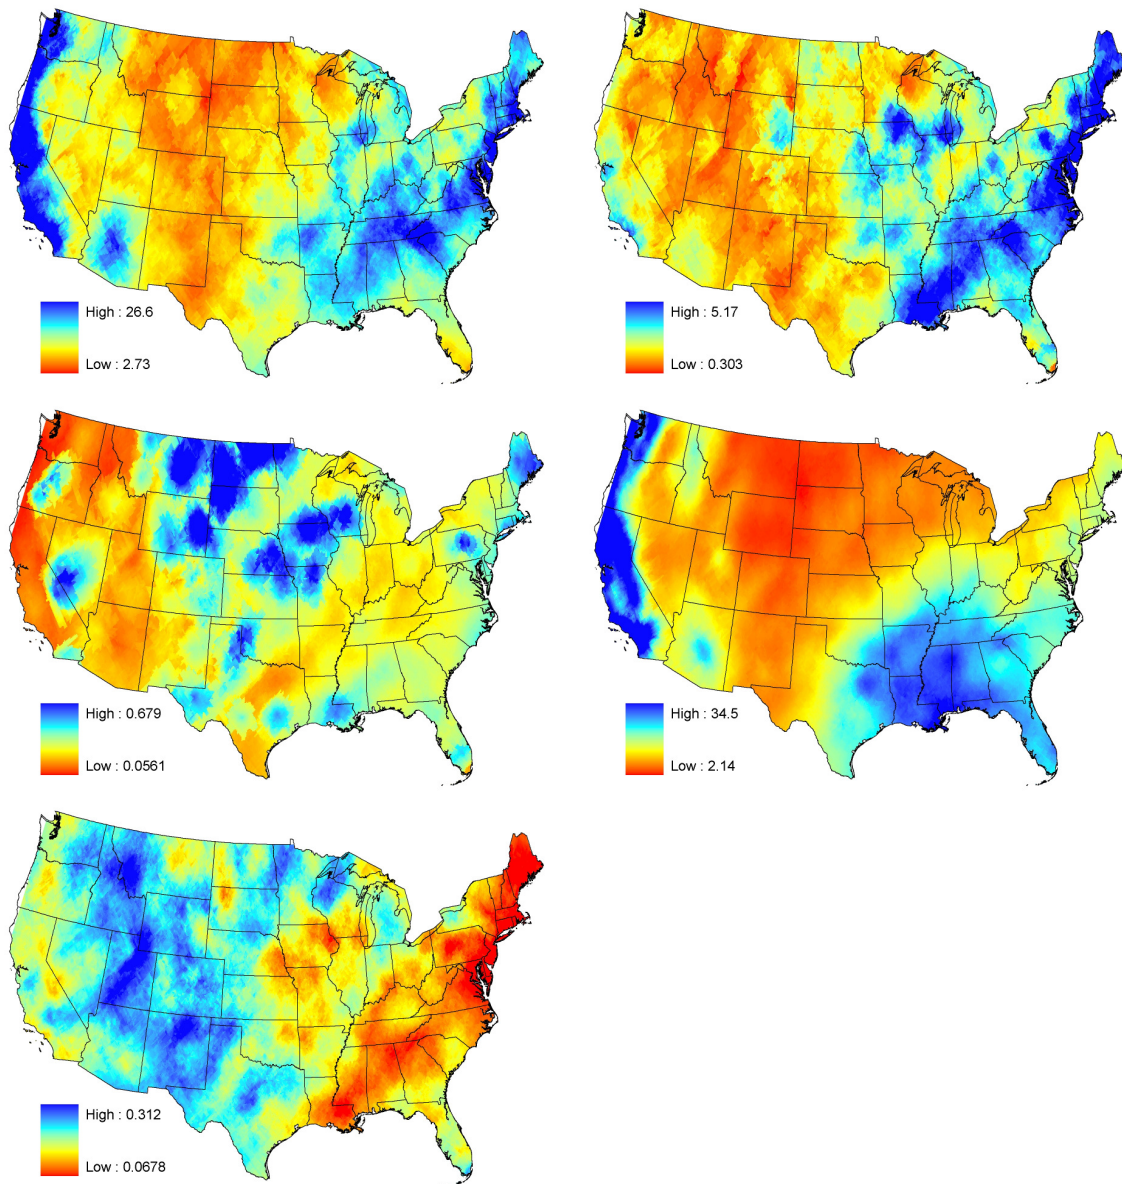 High : 26.6
Low : 2.73
High : 5.17
Low : 0.303
High : 0.679
Low : 0.0561
High : 34.5
Low : 2.14
High : 0.312
Low : 0.0678